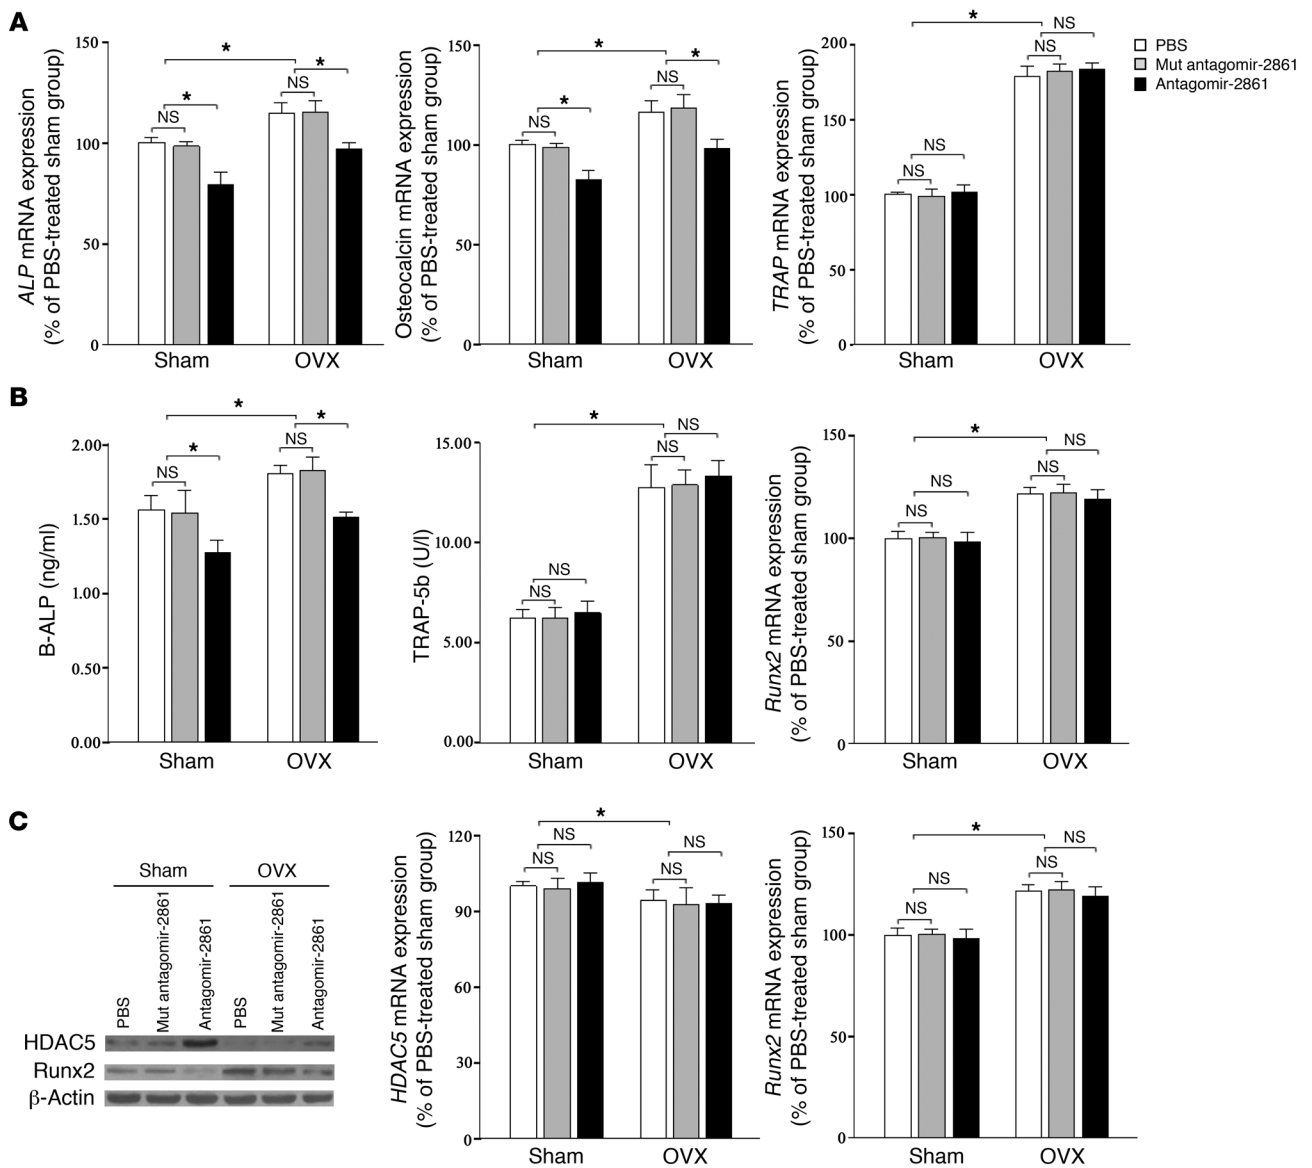 A
ALP mRNA expression
(% of PBS-treated sham group)
150
100
50
0
*
*
*
NS
NS
Sham
OVX
Osteocalcin mRNA expression
(% of PBS-treated sham group)
150
100
50
0
*
*
*
NS
NS
Sham
OVX
TRAP mRNA expression
(% of PBS-treated sham group)
200
150
100
50
0
*
NS
NS
NS
NS
Sham
OVX
PBS
Mut antagomir-2861
Antagomir-2861
B
B-ALP (ng/ml)
2.00
1.50
1.00
0.50
0.00
*
*
*
NS
NS
Sham
OVX
TRAP-5b (U/l)
15.00
10.00
5.00
0.00
*
NS
NS
NS
NS
Sham
OVX
Runx2 mRNA expression
(% of PBS-treated sham group)
150
100
50
0
*
NS
NS
NS
NS
Sham
OVX
C
Sham
OVX
PBS
Mut antagomir-2861
Antagomir-2861
PBS
Mut antagomir-2861
Antagomir-2861
HDAC5
Runx2
β-Actin
HDAC5 mRNA expression
(% of PBS-treated sham group)
120
90
60
30
0
*
NS
NS
NS
NS
Sham
OVX
Runx2 mRNA expression
(% of PBS-treated sham group)
150
100
50
0
*
NS
NS
NS
NS
Sham
OVX